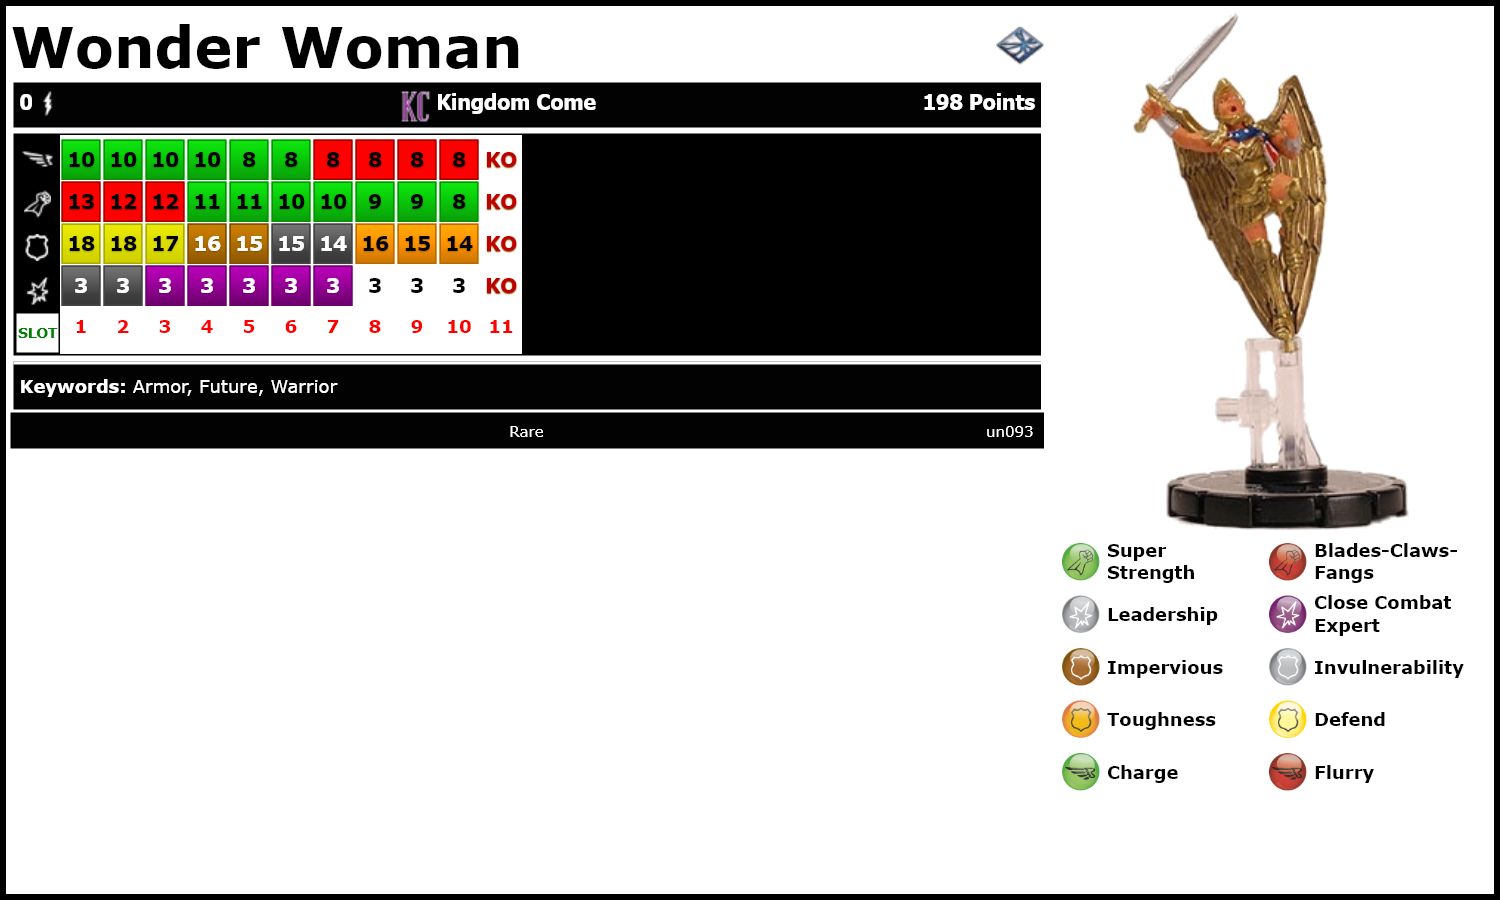 Wonder Woman
0 KC Kingdom Come 198 Points
10 10 10 10 8 8 8 8 8 8 KO
13 12 12 11 11 10 10 9 9 8 KO
18 18 17 16 15 15 14 16 15 14 KO
3 3 3 3 3 3 3 3 3 3 KO
SLOT 1 2 3 4 5 6 7 8 9 10 11
Keywords: Armor, Future, Warrior
Rare un093
Super
Strength
Blades-Claws-
Fangs
Leadership
Close Combat
Expert
Impervious
Invulnerability
Toughness
Defend
Charge
Flurry